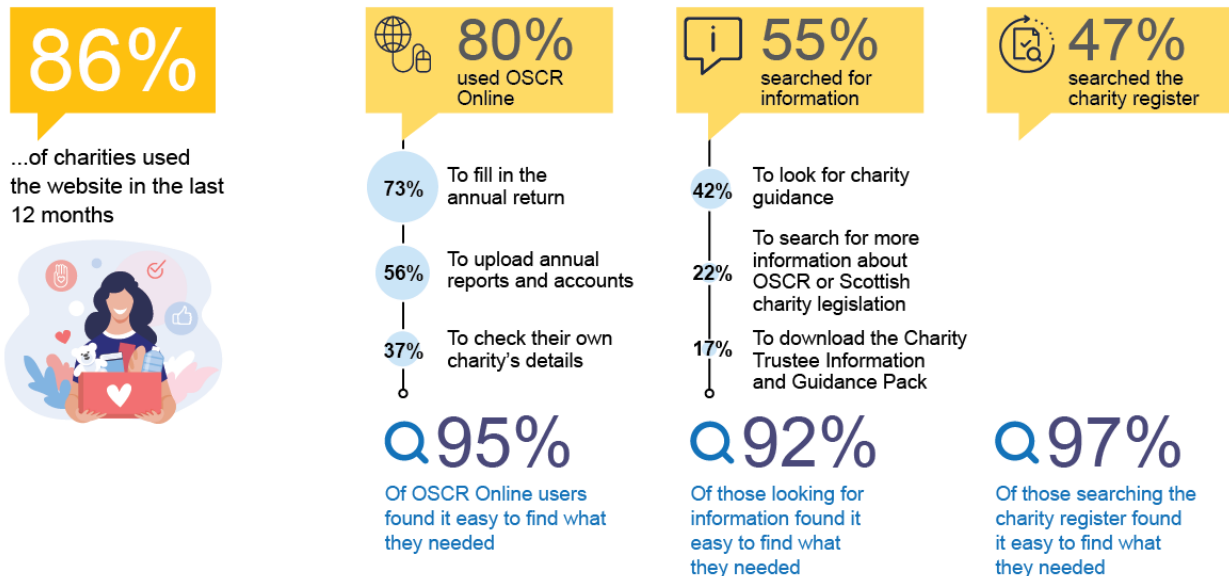 86%
...of charities used
the website in the last
12 months
80%
used OSCR
Online
73%
To fill in the
annual return
56%
To upload annual
reports and accounts
37%
To check their own
charity's details
95%
Of OSCR Online users
found it easy to find what
they needed
i
55%
searched for
information
42%
To look for charity
guidance
22%
To search for more
information about
OSCR or Scottish
charity legislation
17%
To download the Charity
Trustee Information
and Guidance Pack
92%
Of those looking for
information found it
easy to find what
they needed
47%
searched the
charity register
97%
Of those searching the
charity register found
it easy to find what
they needed